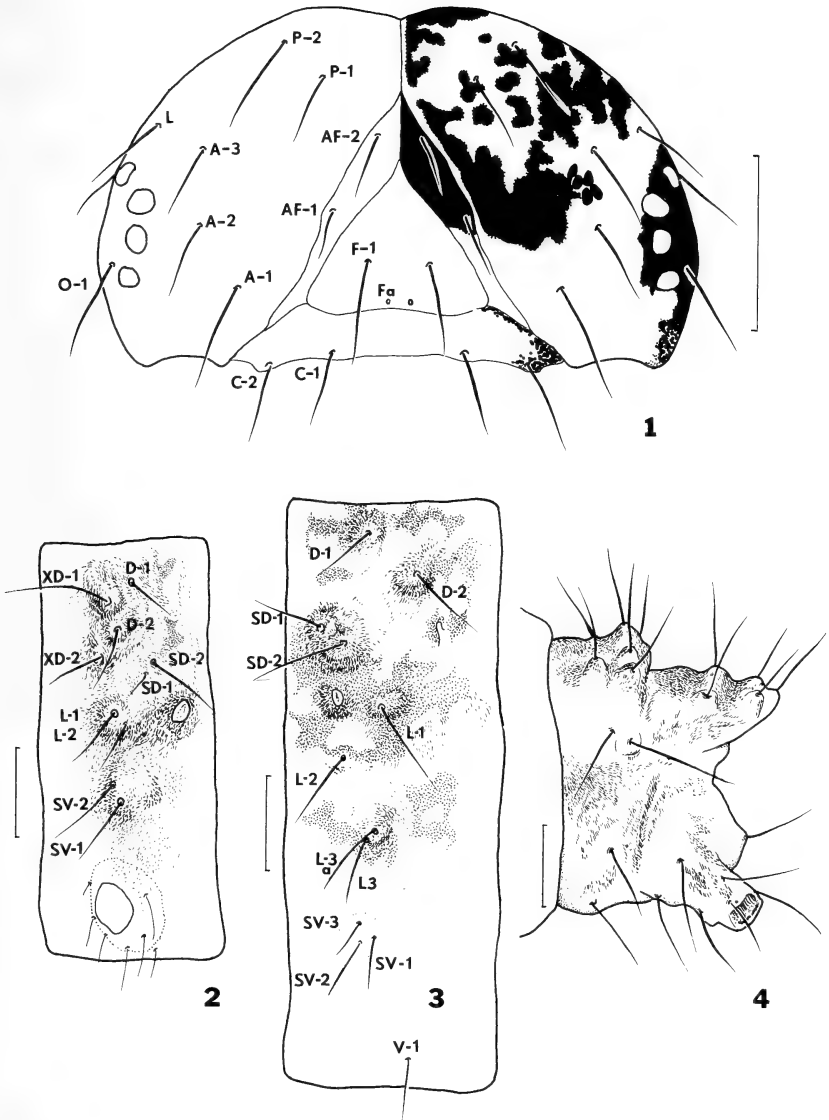 P-2
P-1
L
A-3
AF-2
A-2
AF-1
F-1
O-1
A-1
Fa
C-2
C-1
1
XD-1
D-1
D-2
XD-2
SD-2
SD-1
L-1
L-2
SV-2
SV-1
2
D-1
D-2
SD-1
SD-2
L-1
L-2
L-3
a
L3
SV-3
SV-1
SV-2
V-1
3
4